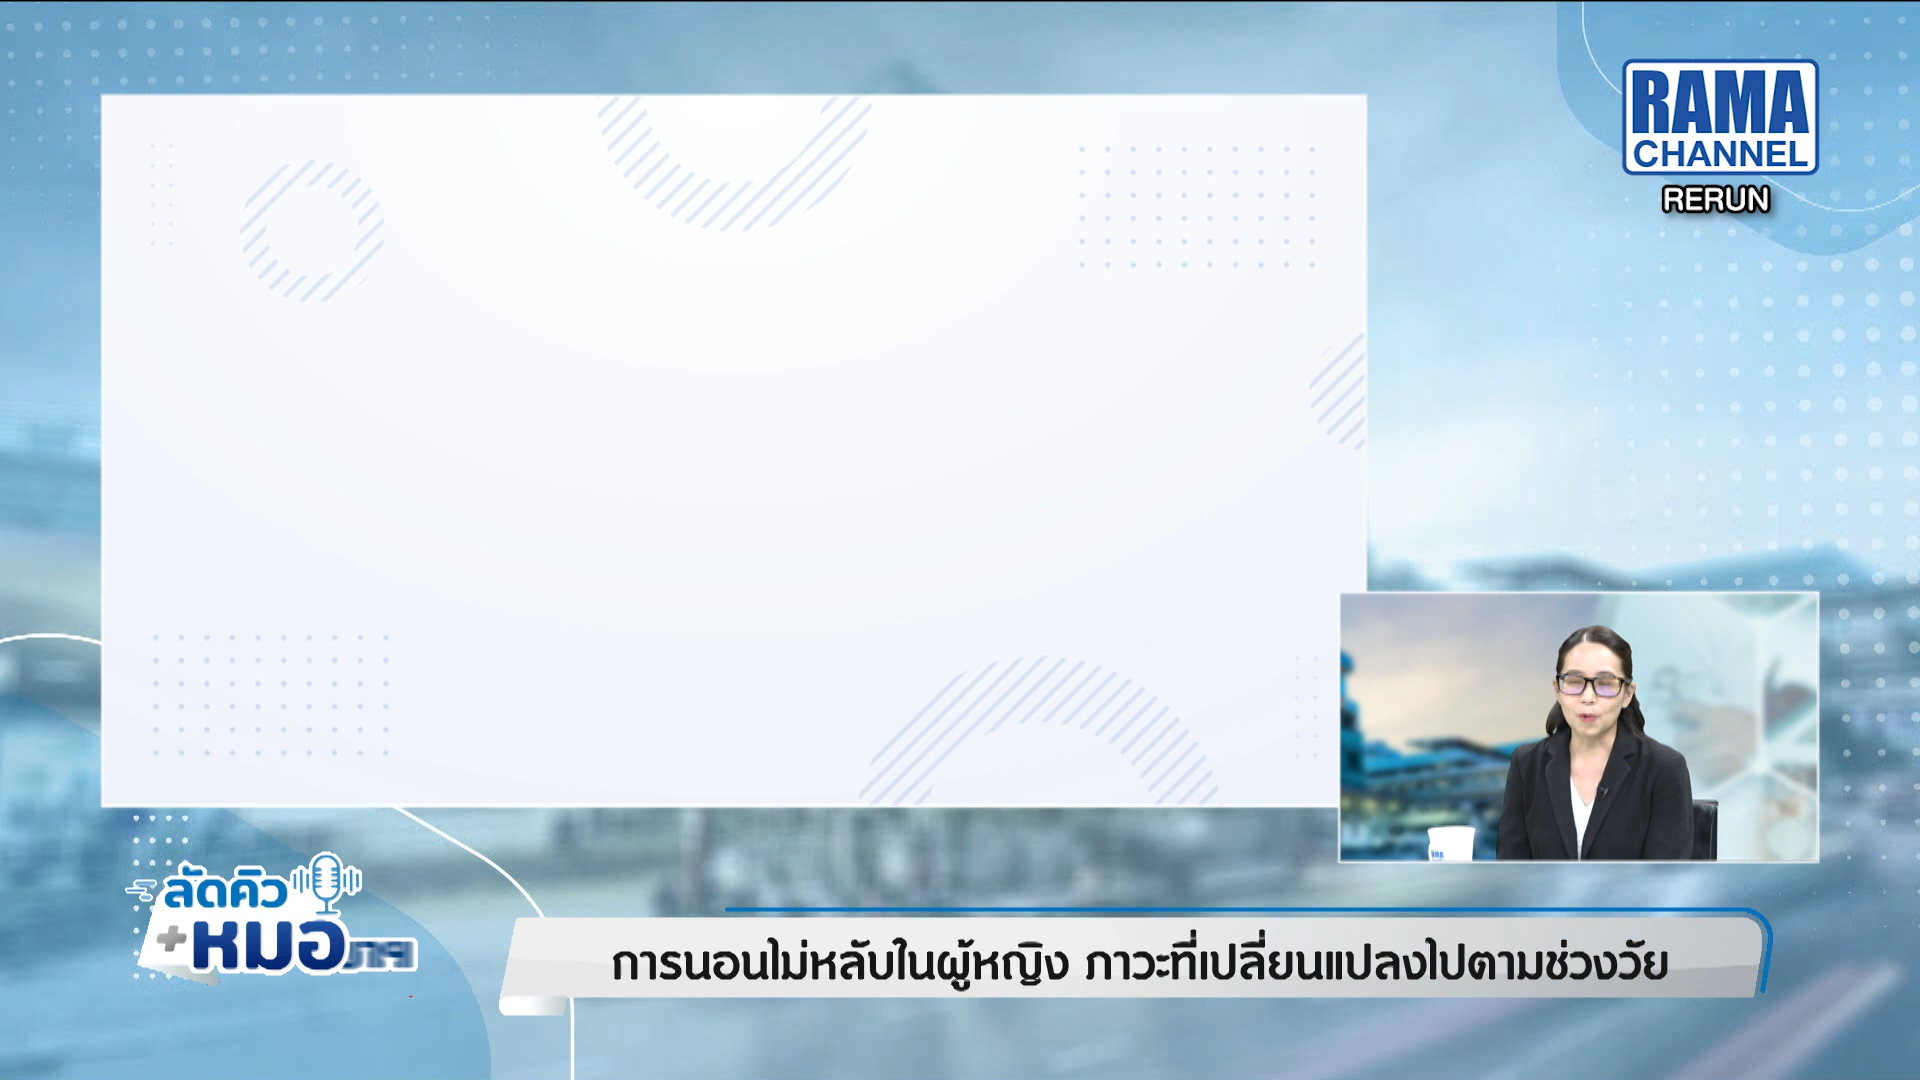 RAMA
CHANNEL
RERUN
ลัดคิว
หมอ
RAMA
การนอนไม่หลับในผู้หญิง ภาวะที่เปลี่ยนแปลงไปตามช่วงวัย